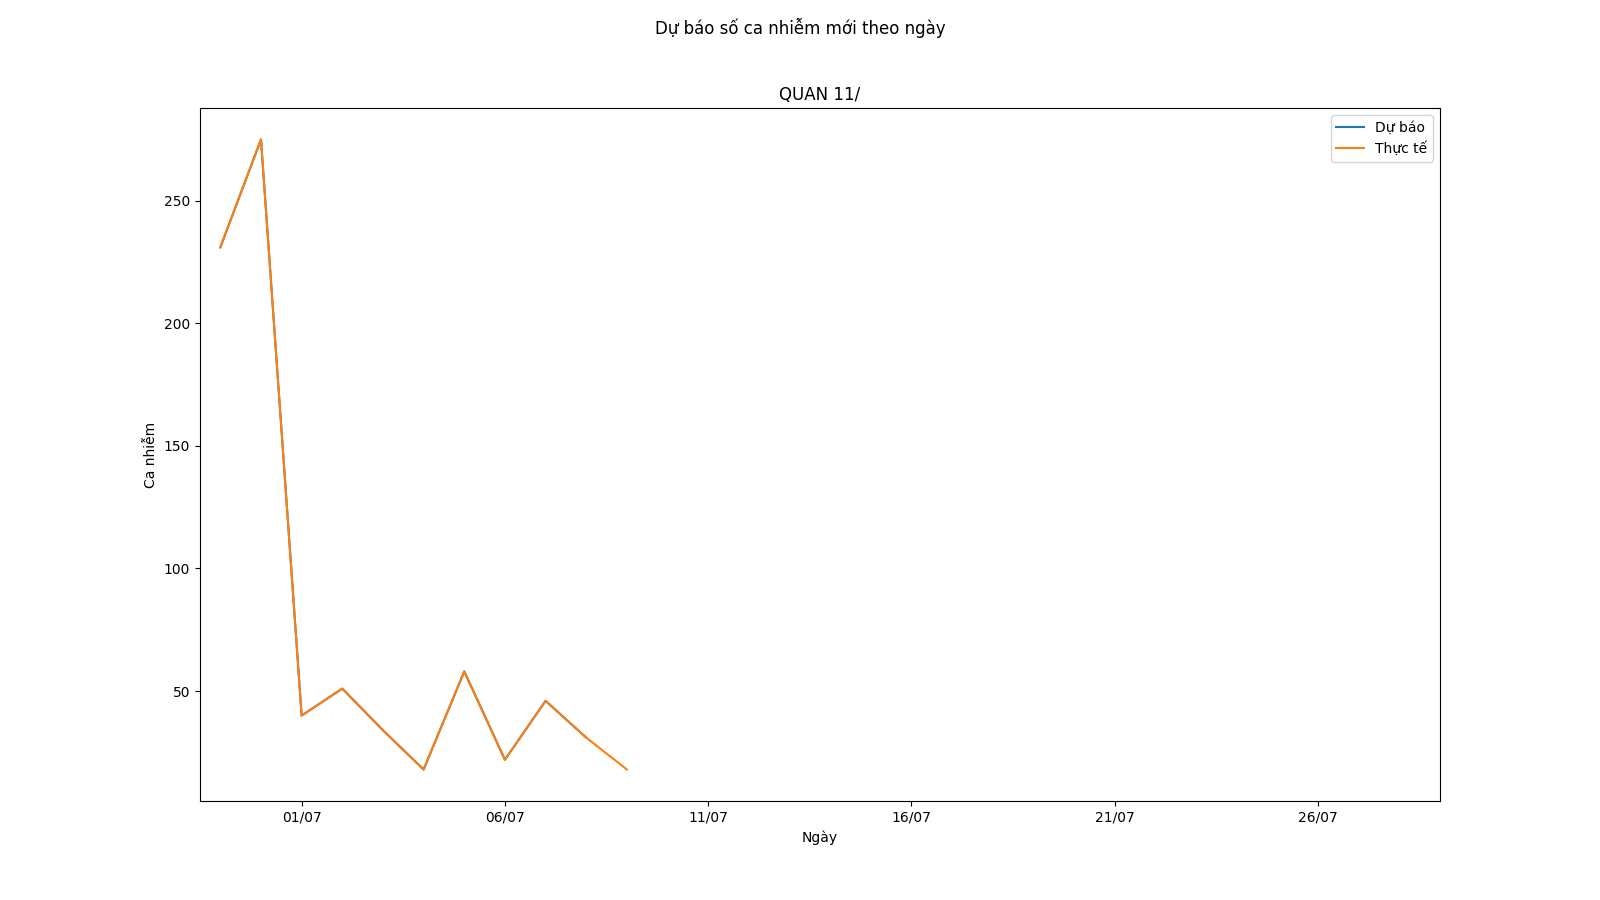 Dự báo số ca nhiễm mới theo ngày
QUAN 11/
Dự báo
Thực tế
250
200
150
100
50
Ca nhiễm
01/07
06/07
11/07
16/07
21/07
26/07
Ngày